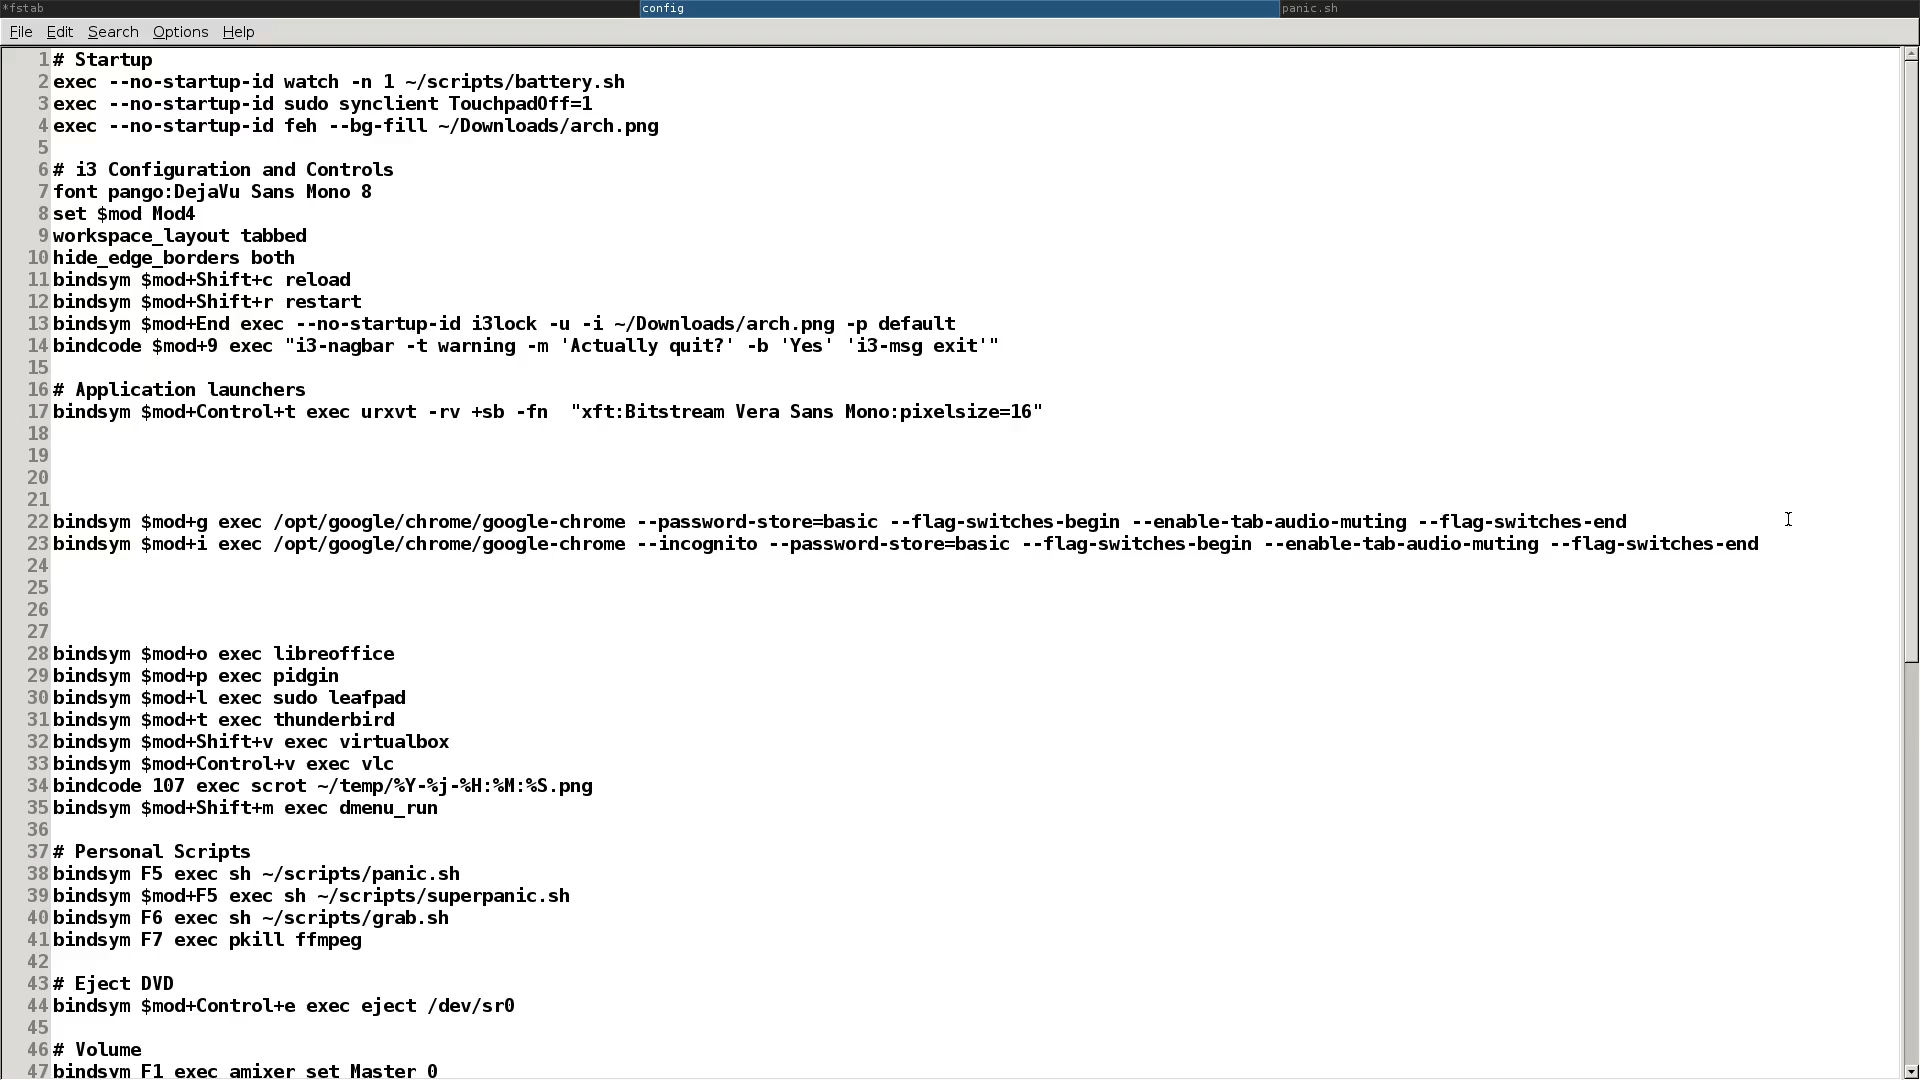 *fstab
config
panic.sh
File Edit Search Options Help
1 # Startup
2 exec --no-startup-id watch -n 1 ~/scripts/battery.sh
3 exec --no-startup-id sudo synclient TouchpadOff=1
4 exec --no-startup-id feh --bg-fill ~/Downloads/arch.png
5
6 # i3 Configuration and Controls
7 font pango:DejaVu Sans Mono 8
8 set $mod Mod4
9 workspace_layout tabbed
10 hide_edge_borders both
11 bindsym $mod+Shift+c reload
12 bindsym $mod+Shift+r restart
13 bindsym $mod+End exec --no-startup-id i3lock -u -i ~/Downloads/arch.png -p default
14 bindcode $mod+9 exec "i3-nagbar -t warning -m 'Actually quit?' -b 'Yes' 'i3-msg exit'"
15
16 # Application launchers
17 bindsym $mod+Control+t exec urxvt -rv +sb -fn  "xft:Bitstream Vera Sans Mono:pixelsize=16"
18
19
20
21
22 bindsym $mod+g exec /opt/google/chrome/google-chrome --password-store=basic --flag-switches-begin --enable-tab-audio-muting --flag-switches-end
23 bindsym $mod+i exec /opt/google/chrome/google-chrome --incognito --password-store=basic --flag-switches-begin --enable-tab-audio-muting --flag-switches-end
24
25
26
27
28 bindsym $mod+o exec libreoffice
29 bindsym $mod+p exec pidgin
30 bindsym $mod+l exec sudo leafpad
31 bindsym $mod+t exec thunderbird
32 bindsym $mod+Shift+v exec virtualbox
33 bindsym $mod+Control+v exec vlc
34 bindcode 107 exec scrot ~/temp/%Y-%j-%H:%M:%S.png
35 bindsym $mod+Shift+m exec dmenu_run
36
37 # Personal Scripts
38 bindsym F5 exec sh ~/scripts/panic.sh
39 bindsym $mod+F5 exec sh ~/scripts/superpanic.sh
40 bindsym F6 exec sh ~/scripts/grab.sh
41 bindsym F7 exec pkill ffmpeg
42
43 # Eject DVD
44 bindsym $mod+Control+e exec eject /dev/sr0
45
46 # Volume
47 bindsym F1 exec amixer set Master 0